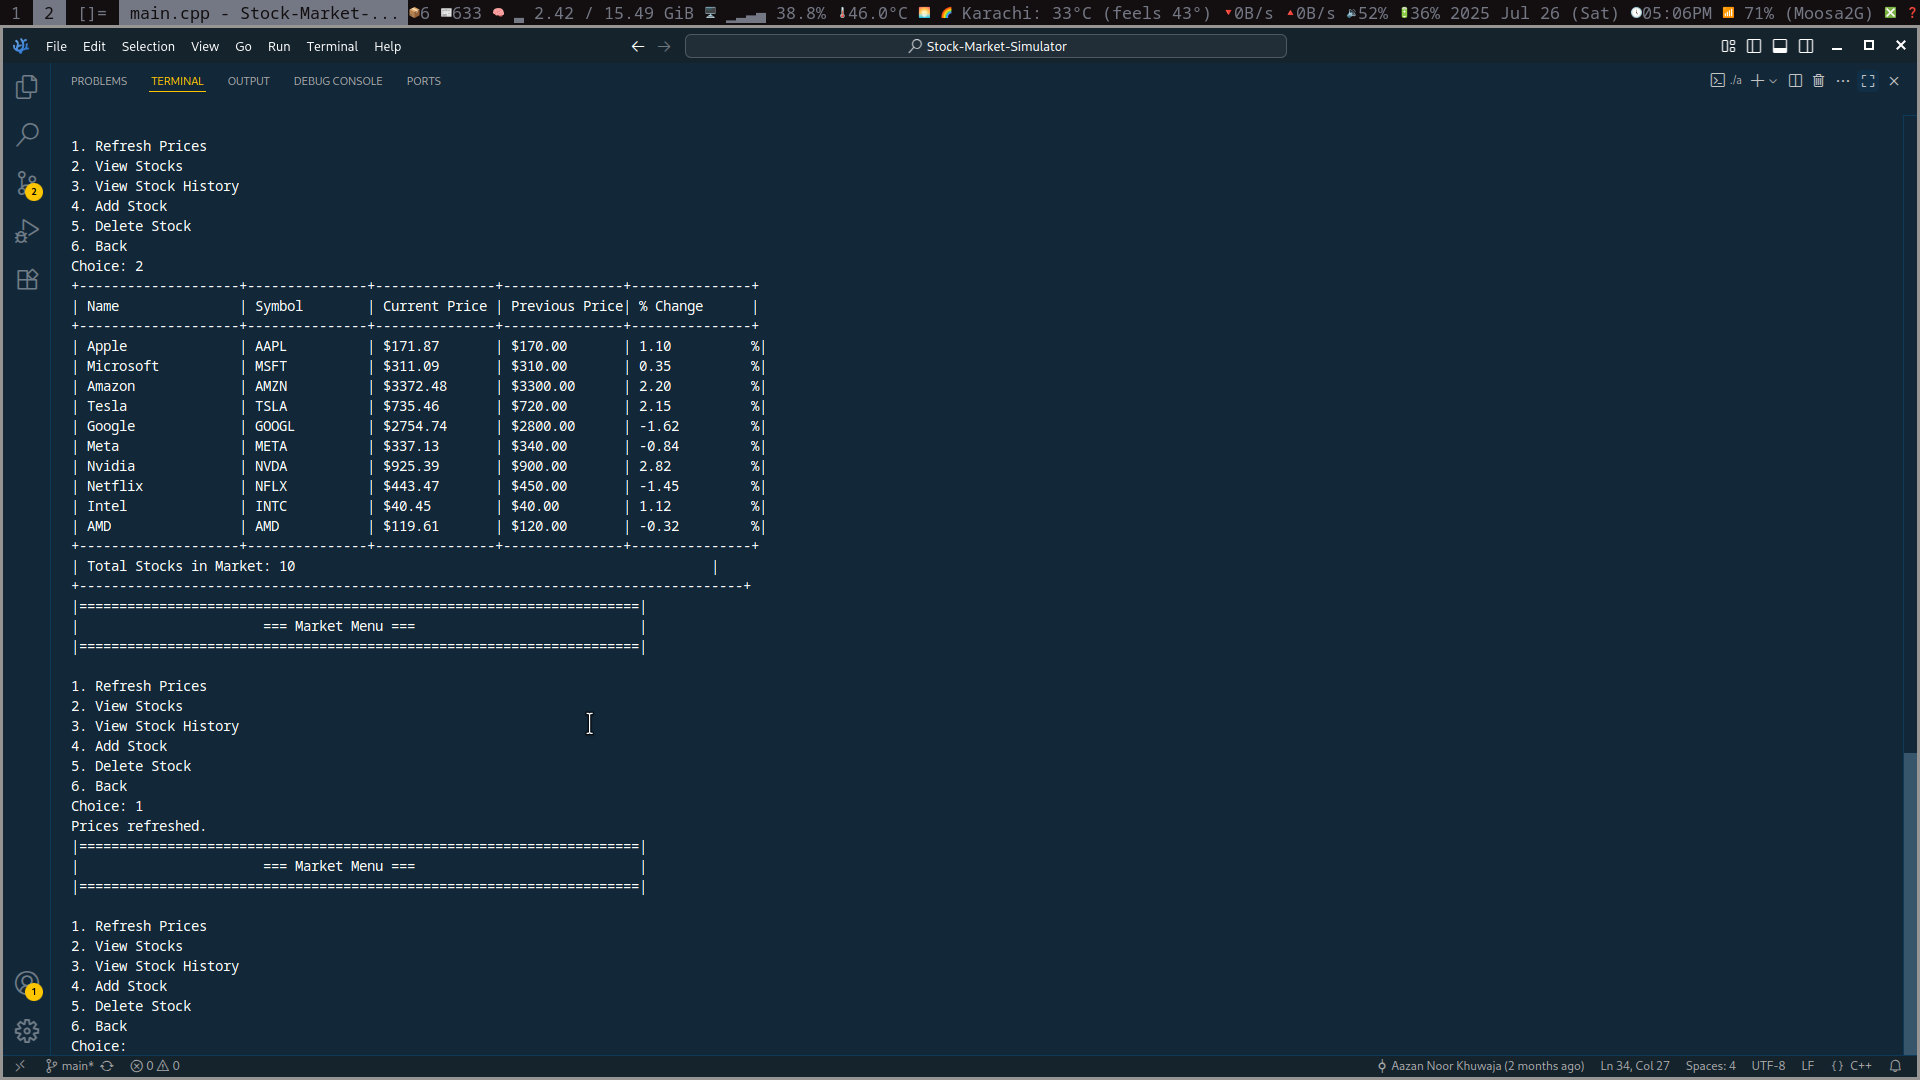 1 2 []= main.cpp - Stock-Market-... 6 633 2.42 / 15.49 GiB 38.8% 46.0°C Karachi: 33°C (feels 43°) 0B/s 0B/s 52% 36% 2025 Jul 26 (Sat) 05:06PM 71% (Moosa2G) ?
File Edit Selection View Go Run Terminal Help Stock-Market-Simulator
PROBLEMS TERMINAL OUTPUT DEBUG CONSOLE PORTS ./a
1. Refresh Prices
2. View Stocks
3. View Stock History
4. Add Stock
5. Delete Stock
6. Back
Choice: 2
+--------------------+---------------+---------------+---------------+---------------+
| Name               | Symbol        | Current Price | Previous Price| % Change      |
+--------------------+---------------+---------------+---------------+---------------+
| Apple              | AAPL          | $171.87       | $170.00       | 1.10          %|
| Microsoft          | MSFT          | $311.09       | $310.00       | 0.35          %|
| Amazon             | AMZN          | $3372.48      | $3300.00      | 2.20          %|
| Tesla              | TSLA          | $735.46       | $720.00       | 2.15          %|
| Google             | GOOGL         | $2754.74      | $2800.00      | -1.62         %|
| Meta               | META          | $337.13       | $340.00       | -0.84         %|
| Nvidia             | NVDA          | $925.39       | $900.00       | 2.82          %|
| Netflix            | NFLX          | $443.47       | $450.00       | -1.45         %|
| Intel              | INTC          | $40.45        | $40.00        | 1.12          %|
| AMD                | AMD           | $119.61       | $120.00       | -0.32         %|
+--------------------+---------------+---------------+---------------+---------------+
| Total Stocks in Market: 10                                                    |
+-----------------------------------------------------------------------------------+
|======================================================================|
|                       === Market Menu ===                            |
|======================================================================|
1. Refresh Prices
2. View Stocks
3. View Stock History
4. Add Stock
5. Delete Stock
6. Back
Choice: 1
Prices refreshed.
|======================================================================|
|                       === Market Menu ===                            |
|======================================================================|
1. Refresh Prices
2. View Stocks
3. View Stock History
4. Add Stock
5. Delete Stock
6. Back
Choice:
2
1
main* 0 0 Aazan Noor Khuwaja (2 months ago) Ln 34, Col 27 Spaces: 4 UTF-8 LF {} C++